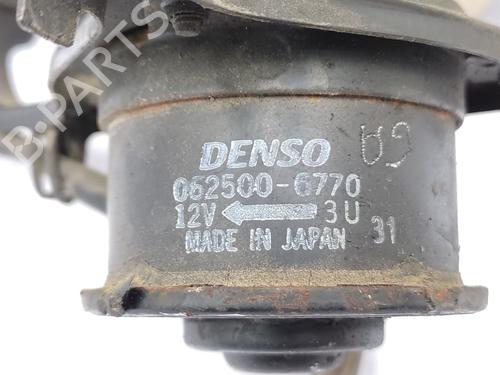 B-PARTS
DENSO
062500-6770
12V 3U
MADE IN JAPAN
31